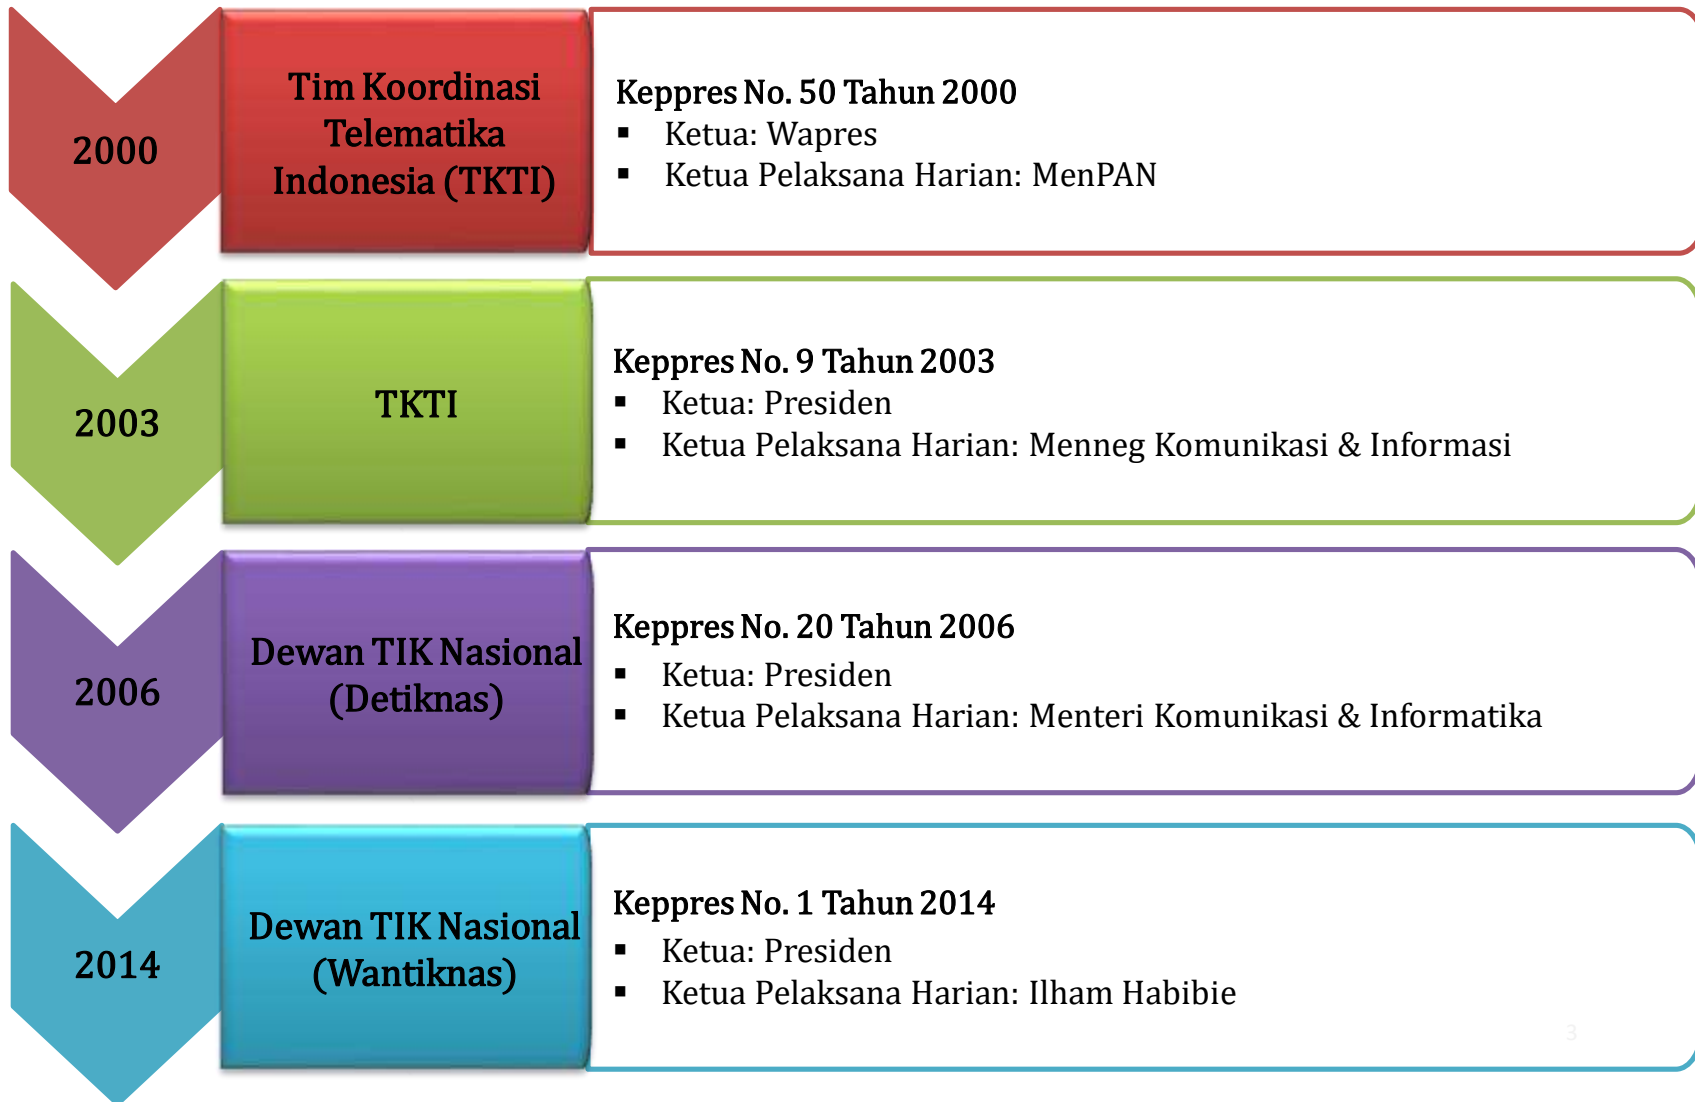 2000
Tim Koordinasi
Telematika
Indonesia (TKTI)
Keppres No. 50 Tahun 2000
▪ Ketua: Wapres
▪ Ketua Pelaksana Harian: MenPAN
2003
TKTI
Keppres No. 9 Tahun 2003
▪ Ketua: Presiden
▪ Ketua Pelaksana Harian: Menneg Komunikasi & Informasi
2006
Dewan TIK Nasional
(Detiknas)
Keppres No. 20 Tahun 2006
▪ Ketua: Presiden
▪ Ketua Pelaksana Harian: Menteri Komunikasi & Informatika
2014
Dewan TIK Nasional
(Wantiknas)
Keppres No. 1 Tahun 2014
▪ Ketua: Presiden
▪ Ketua Pelaksana Harian: Ilham Habibie
3